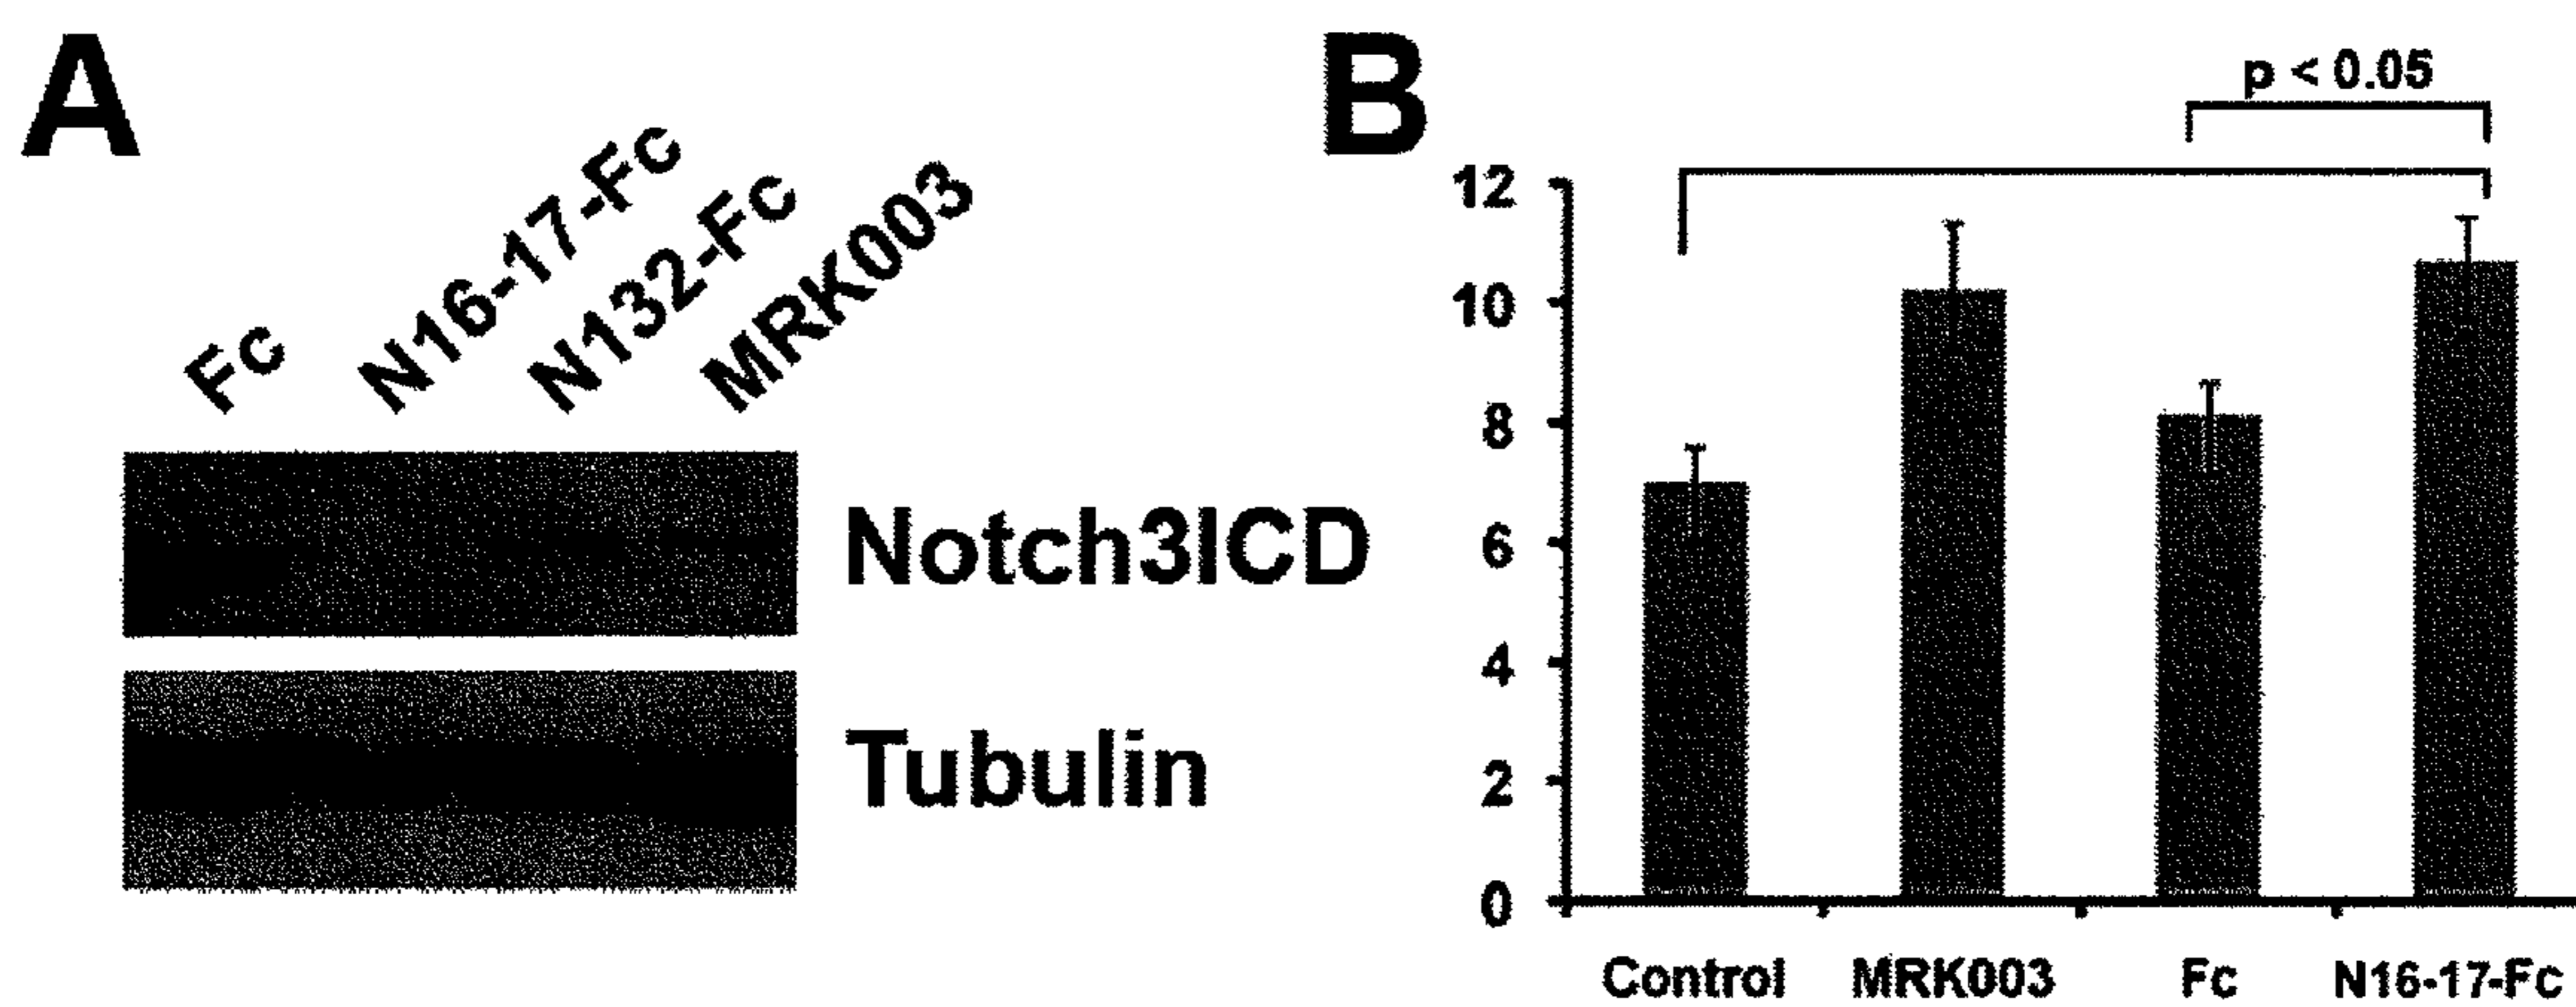 A
Fc
N16-17-Fc
N132-Fc
MRK003
Notch3ICD
Tubulin
B
p < 0.05
12
10
8
6
4
2
0
Control MRK003 Fc N16-17-Fc